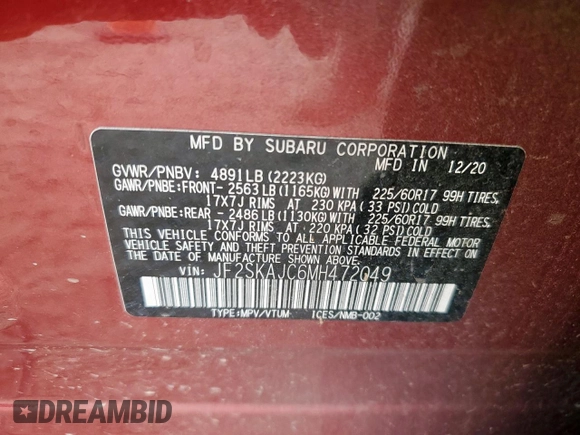 MFD BY SUBARU CORPORATION
MFD IN 12/20
GVWR/PNBV: 4891LB(2223KG)
GAWR/PNBE:FRONT- 2563LB(1165KG)WITH 225/60R17 99H TIRES,
17X7J RIMS AT 230 KPA(33 PSI)COLD
GAWR/PNBE:REAR - 2486LB(1130KG)WITH 225/60R17 99H TIRES,
17X7J RIMS AT 220 KPA(32 PSI)COLD
THIS VEHICLE CONFORMS TO ALL APPLICABLE FEDERAL MOTOR
VEHICLE SAFETY AND THEFT PREVENTION STANDARDS IN EFFECT ON
THE DATE OF MANUFACTURE SHOWN ABOVE.
VIN: JF2SKAJC6MH472049
TYPE:MPV/VTUM ICES/NMB-002
DREAMBID